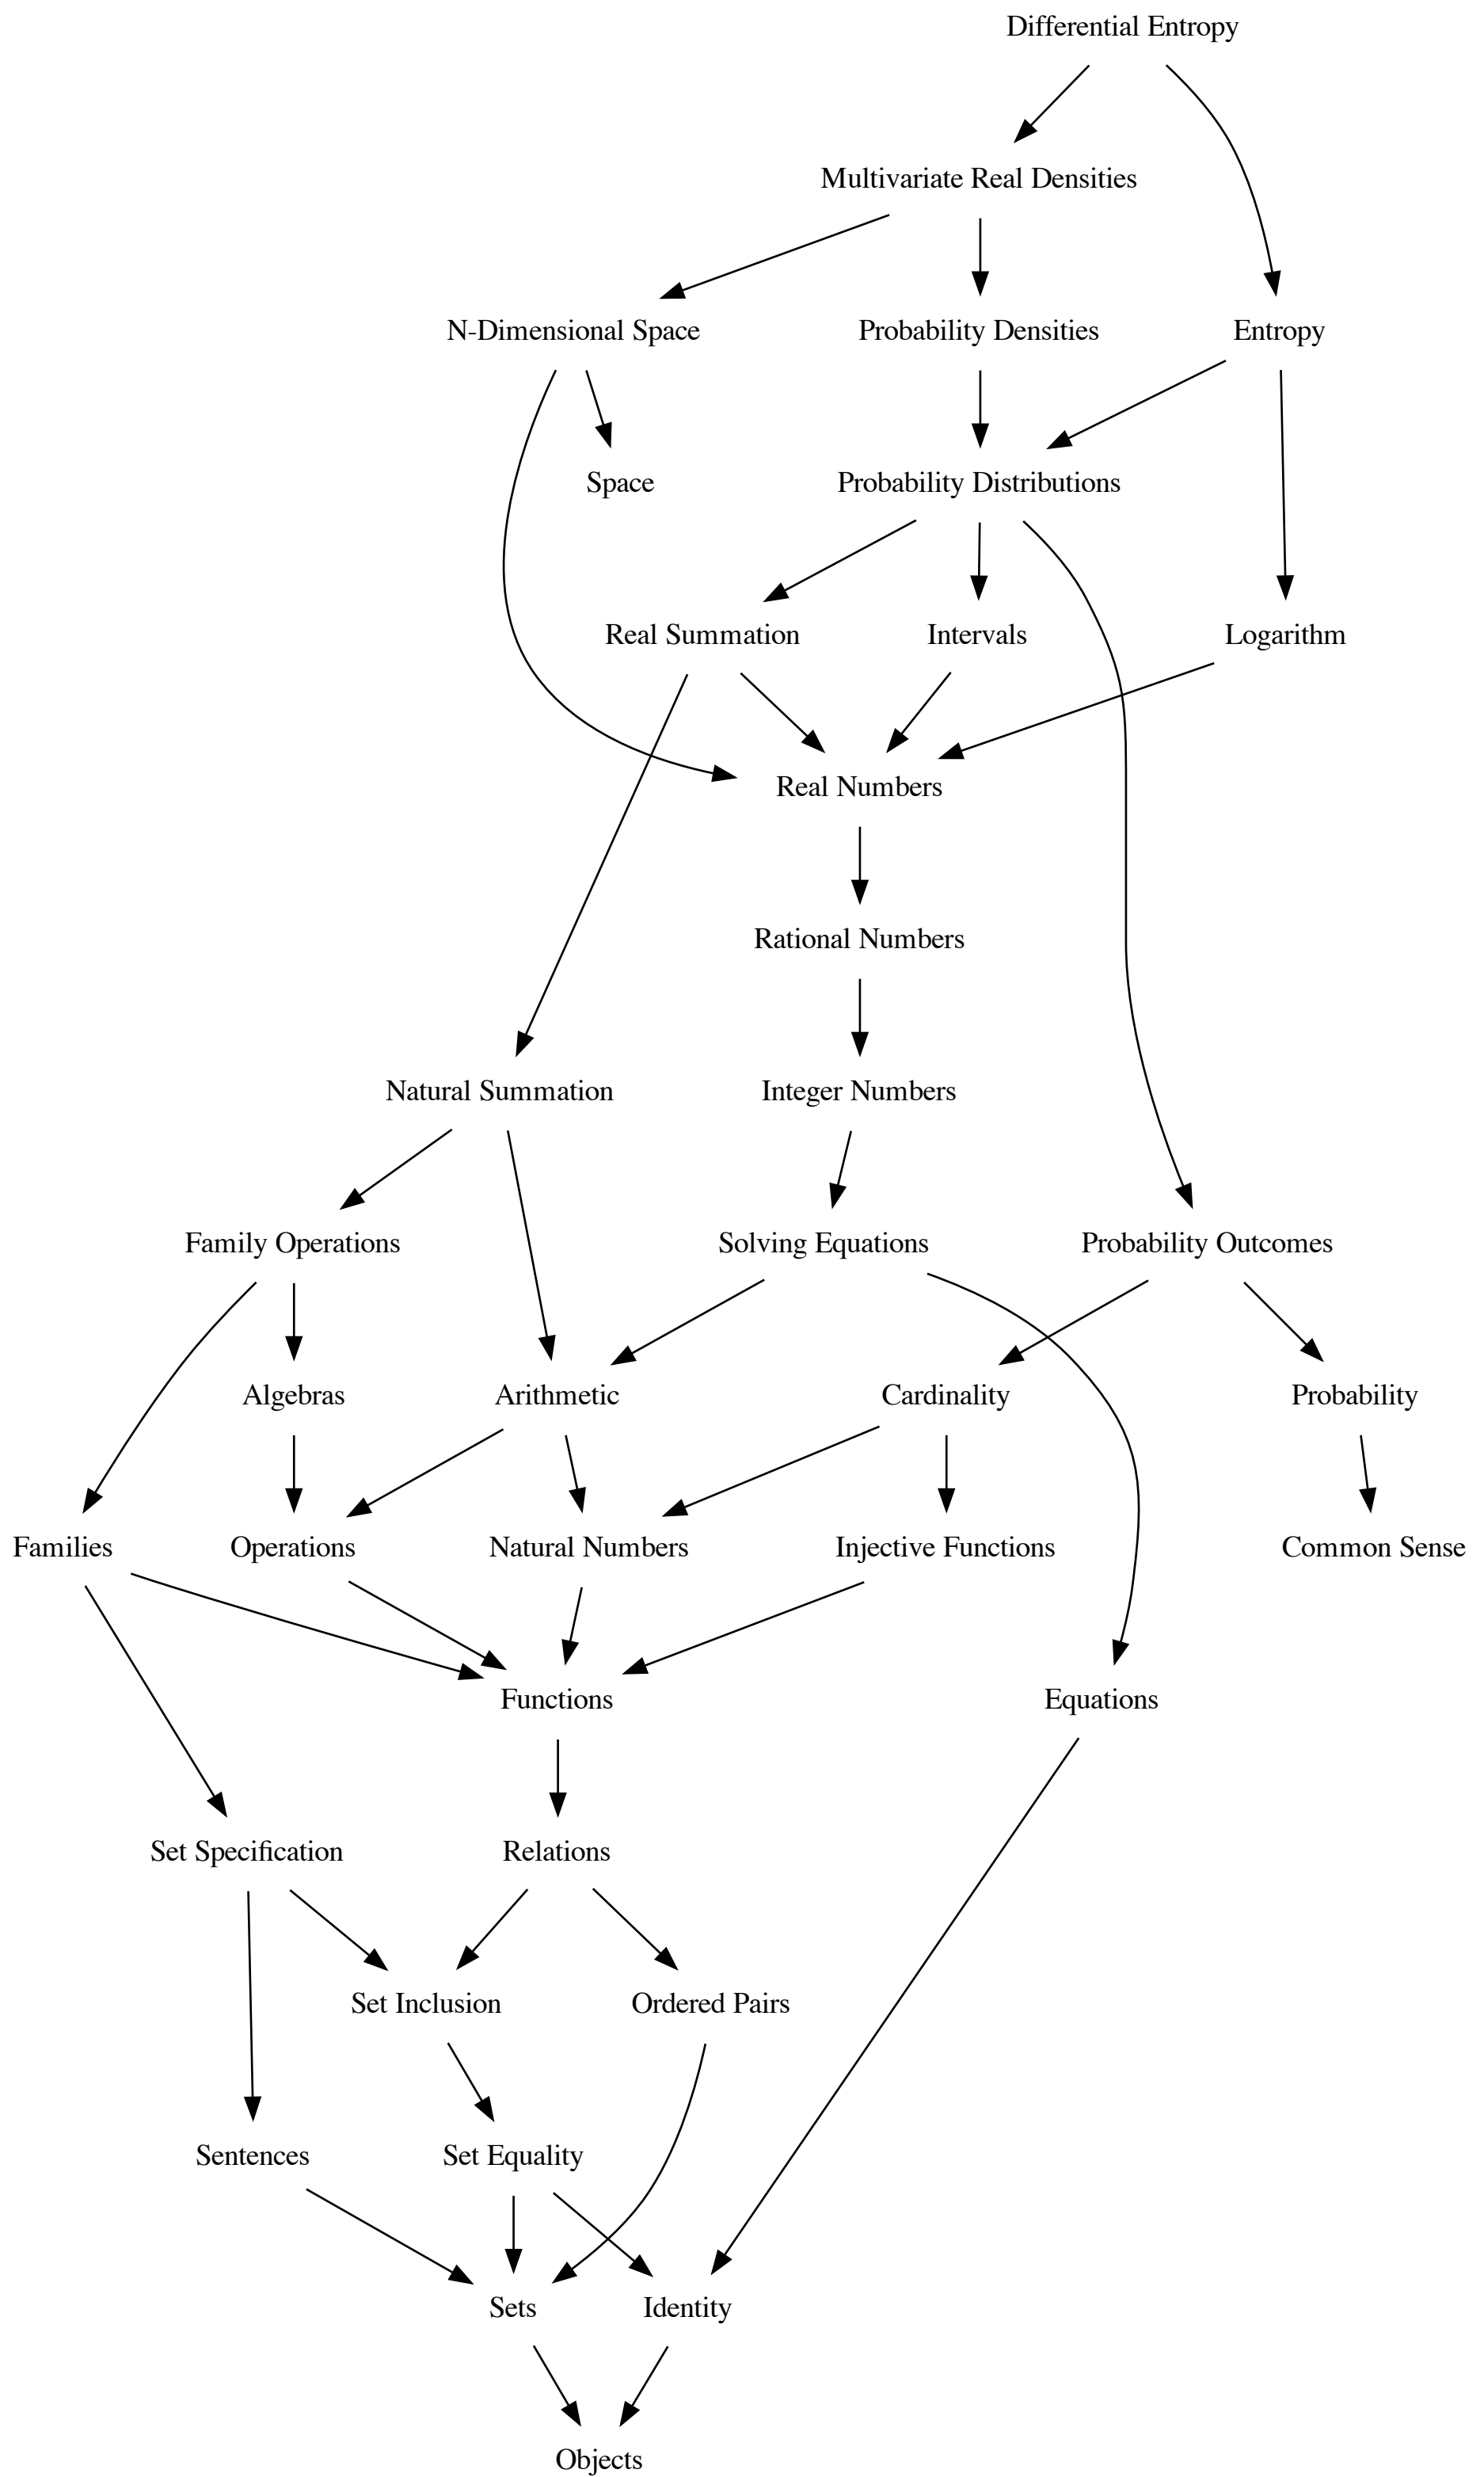 Differential Entropy
Multivariate Real Densities
N-Dimensional Space
Probability Densities
Entropy
Space
Probability Distributions
Real Summation
Intervals
Logarithm
Real Numbers
Rational Numbers
Natural Summation
Integer Numbers
Family Operations
Solving Equations
Probability Outcomes
Algebras
Arithmetic
Cardinality
Probability
Families
Operations
Natural Numbers
Injective Functions
Common Sense
Functions
Equations
Set Specification
Relations
Set Inclusion
Ordered Pairs
Sentences
Set Equality
Sets
Identity
Objects